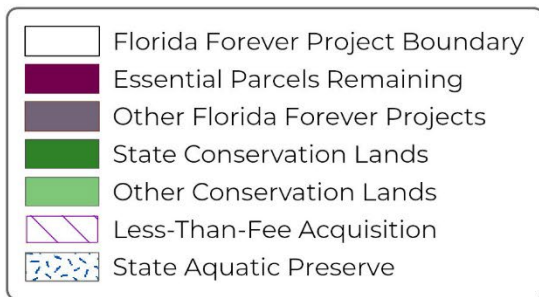 Florida Forever Project Boundary
Essential Parcels Remaining
Other Florida Forever Projects
State Conservation Lands
Other Conservation Lands
Less-Than-Fee Acquisition
State Aquatic Preserve